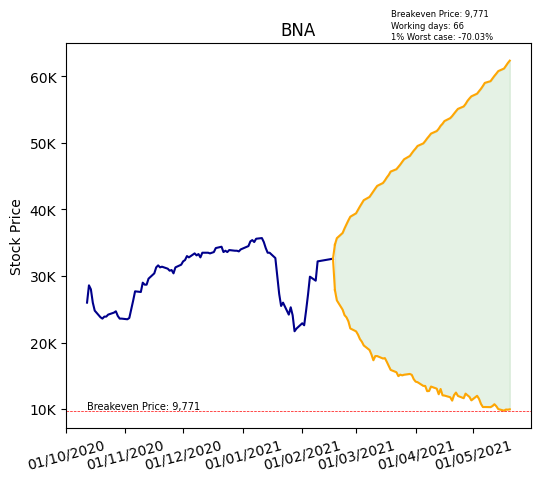 Breakeven Price: 9,771
Working days: 66
1% Worst case: -70.03%
BNA
Stock Price
60K
50K
40K
30K
20K
10K
Breakeven Price: 9,771
01/10/2020
01/11/2020
01/12/2020
01/01/2021
01/02/2021
01/03/2021
01/04/2021
01/05/2021